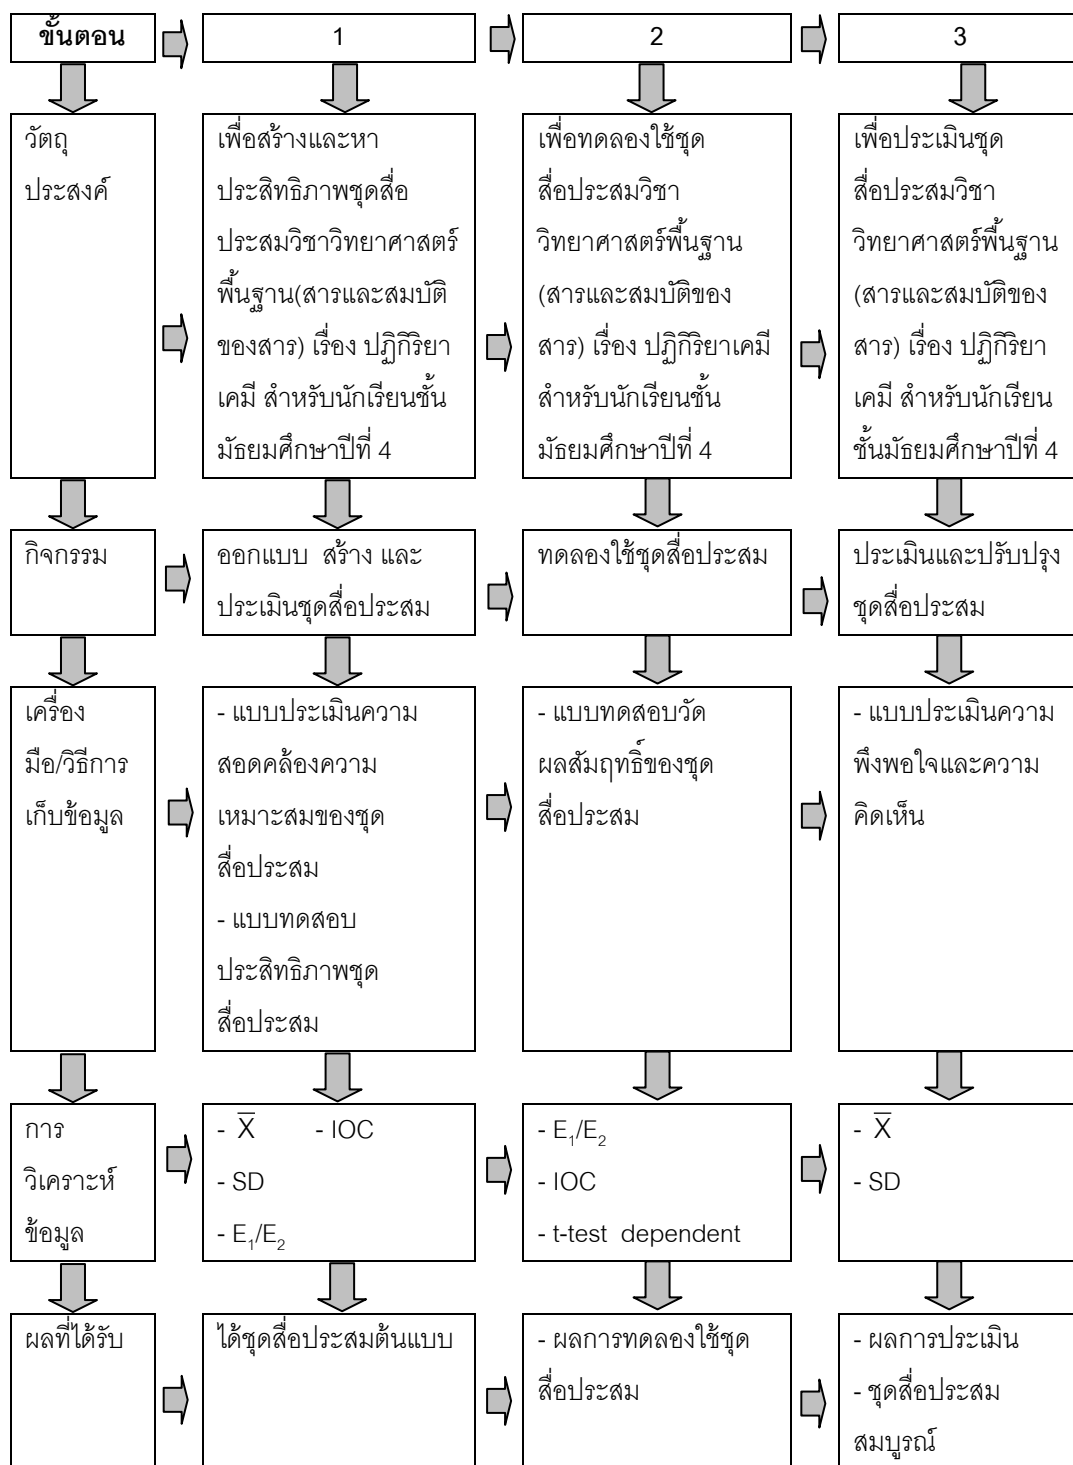 ขั้นตอน
1
2
3
วัตถุ
ประสงค์
เพื่อสร้างและหา
ประสิทธิภาพชุดสื่อ
ประสมวิชาวิทยาศาสตร์
พื้นฐาน(สารและสมบัติ
ของสาร) เรื่อง ปฏิกิริยา
เคมี สำหรับนักเรียนชั้น
มัธยมศึกษาปีที่ 4
เพื่อทดลองใช้ชุด
สื่อประสมวิชา
วิทยาศาสตร์พื้นฐาน
(สารและสมบัติของ
สาร) เรื่อง ปฏิกิริยาเคมี
สำหรับนักเรียนชั้น
มัธยมศึกษาปีที่ 4
เพื่อประเมินชุด
สื่อประสมวิชา
วิทยาศาสตร์พื้นฐาน
(สารและสมบัติของ
สาร) เรื่อง ปฏิกิริยา
เคมี สำหรับนักเรียน
ชั้นมัธยมศึกษาปีที่ 4
กิจกรรม
ออกแบบ สร้าง และ
ประเมินชุดสื่อประสม
ทดลองใช้ชุดสื่อประสม
ประเมินและปรับปรุง
ชุดสื่อประสม
เครื่อง
มือ/วิธีการ
เก็บข้อมูล
- แบบประเมินความ
สอดคล้องความ
เหมาะสมของชุด
สื่อประสม
- แบบทดสอบ
ประสิทธิภาพชุด
สื่อประสม
- แบบทดสอบวัด
ผลสัมฤทธิ์ของชุด
สื่อประสม
- แบบประเมินความ
พึงพอใจและความ
คิดเห็น
การ
วิเคราะห์
ข้อมูล
- X̅ - IOC
- SD
- E₁/E₂
- E₁/E₂
- IOC
- t-test dependent
- X̅
- SD
ผลที่ได้รับ
ได้ชุดสื่อประสมต้นแบบ
- ผลการทดลองใช้ชุด
สื่อประสม
- ผลการประเมิน
- ชุดสื่อประสม
สมบูรณ์